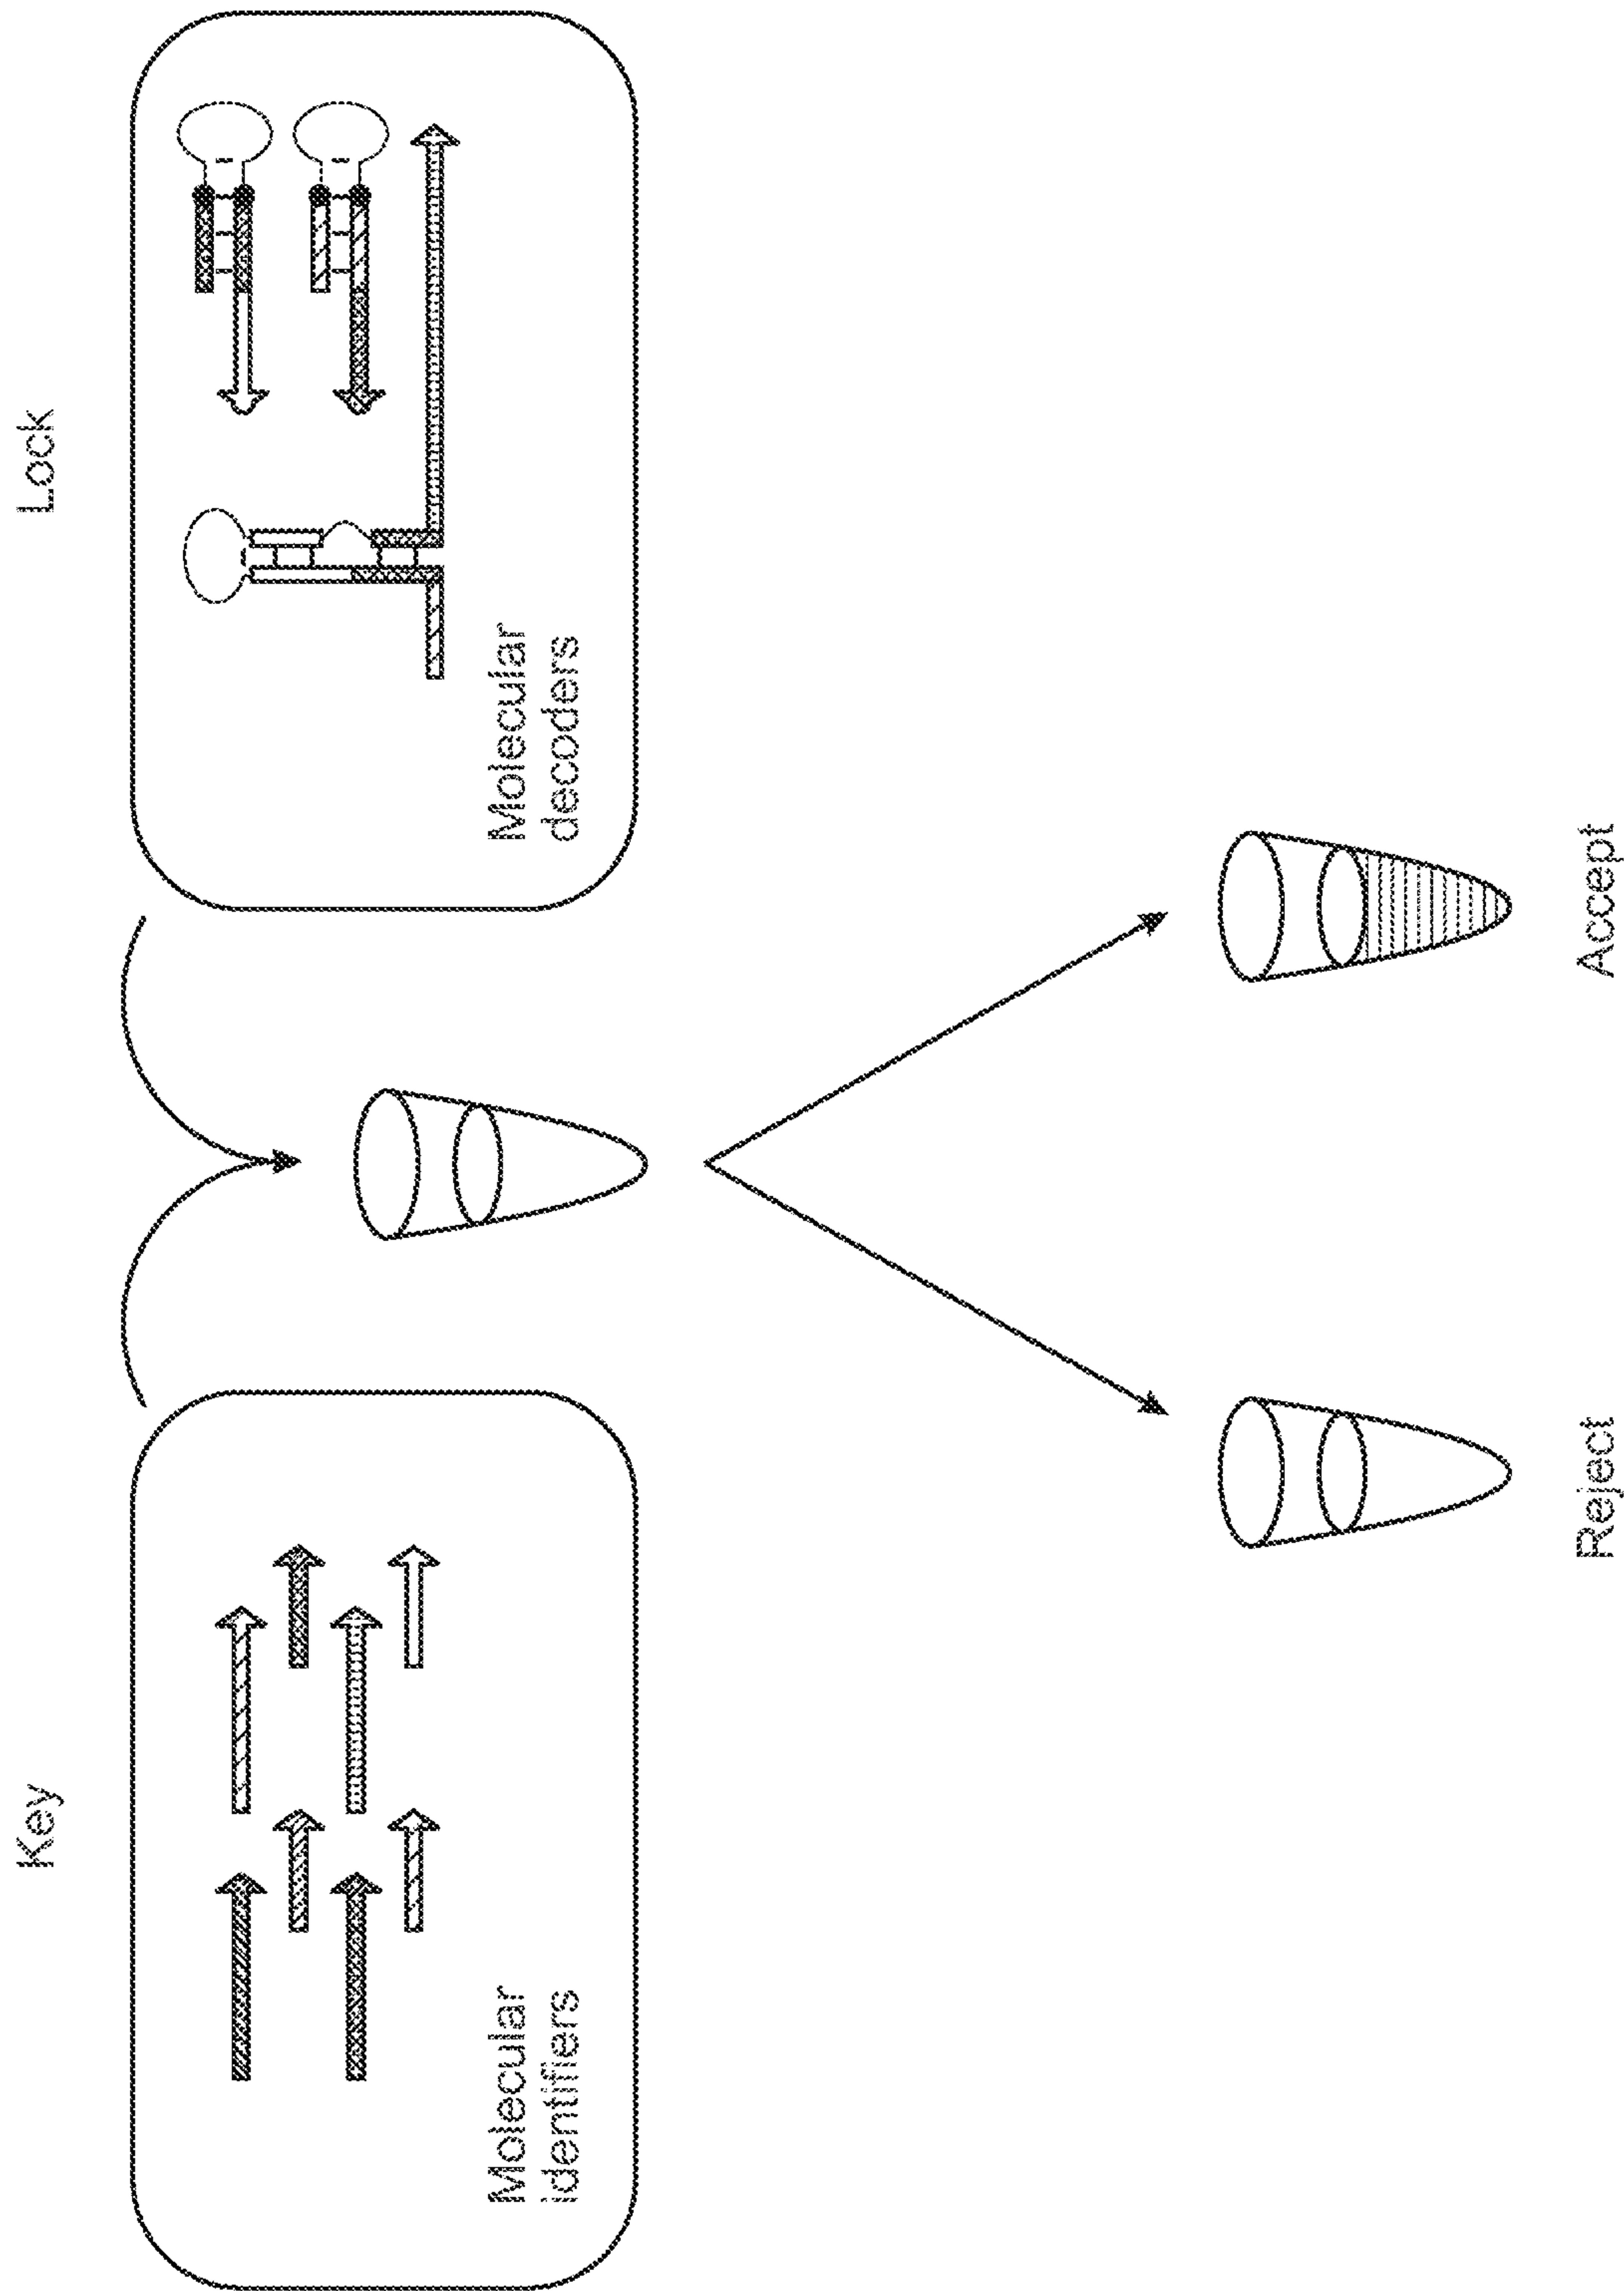 Key
Lock
Molecular
identifiers
Molecular
decoders
Reject
Accept